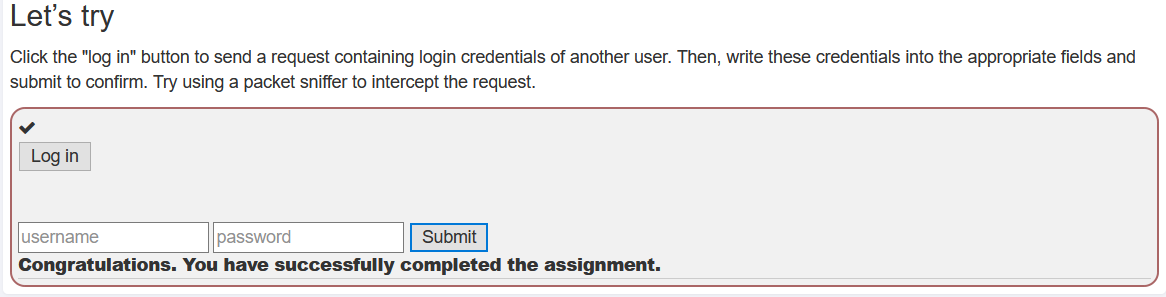 Let’s try
Click the "log in" button to send a request containing login credentials of another user. Then, write these credentials into the appropriate fields and
submit to confirm. Try using a packet sniffer to intercept the request.
Log in
username password Submit
Congratulations. You have successfully completed the assignment.